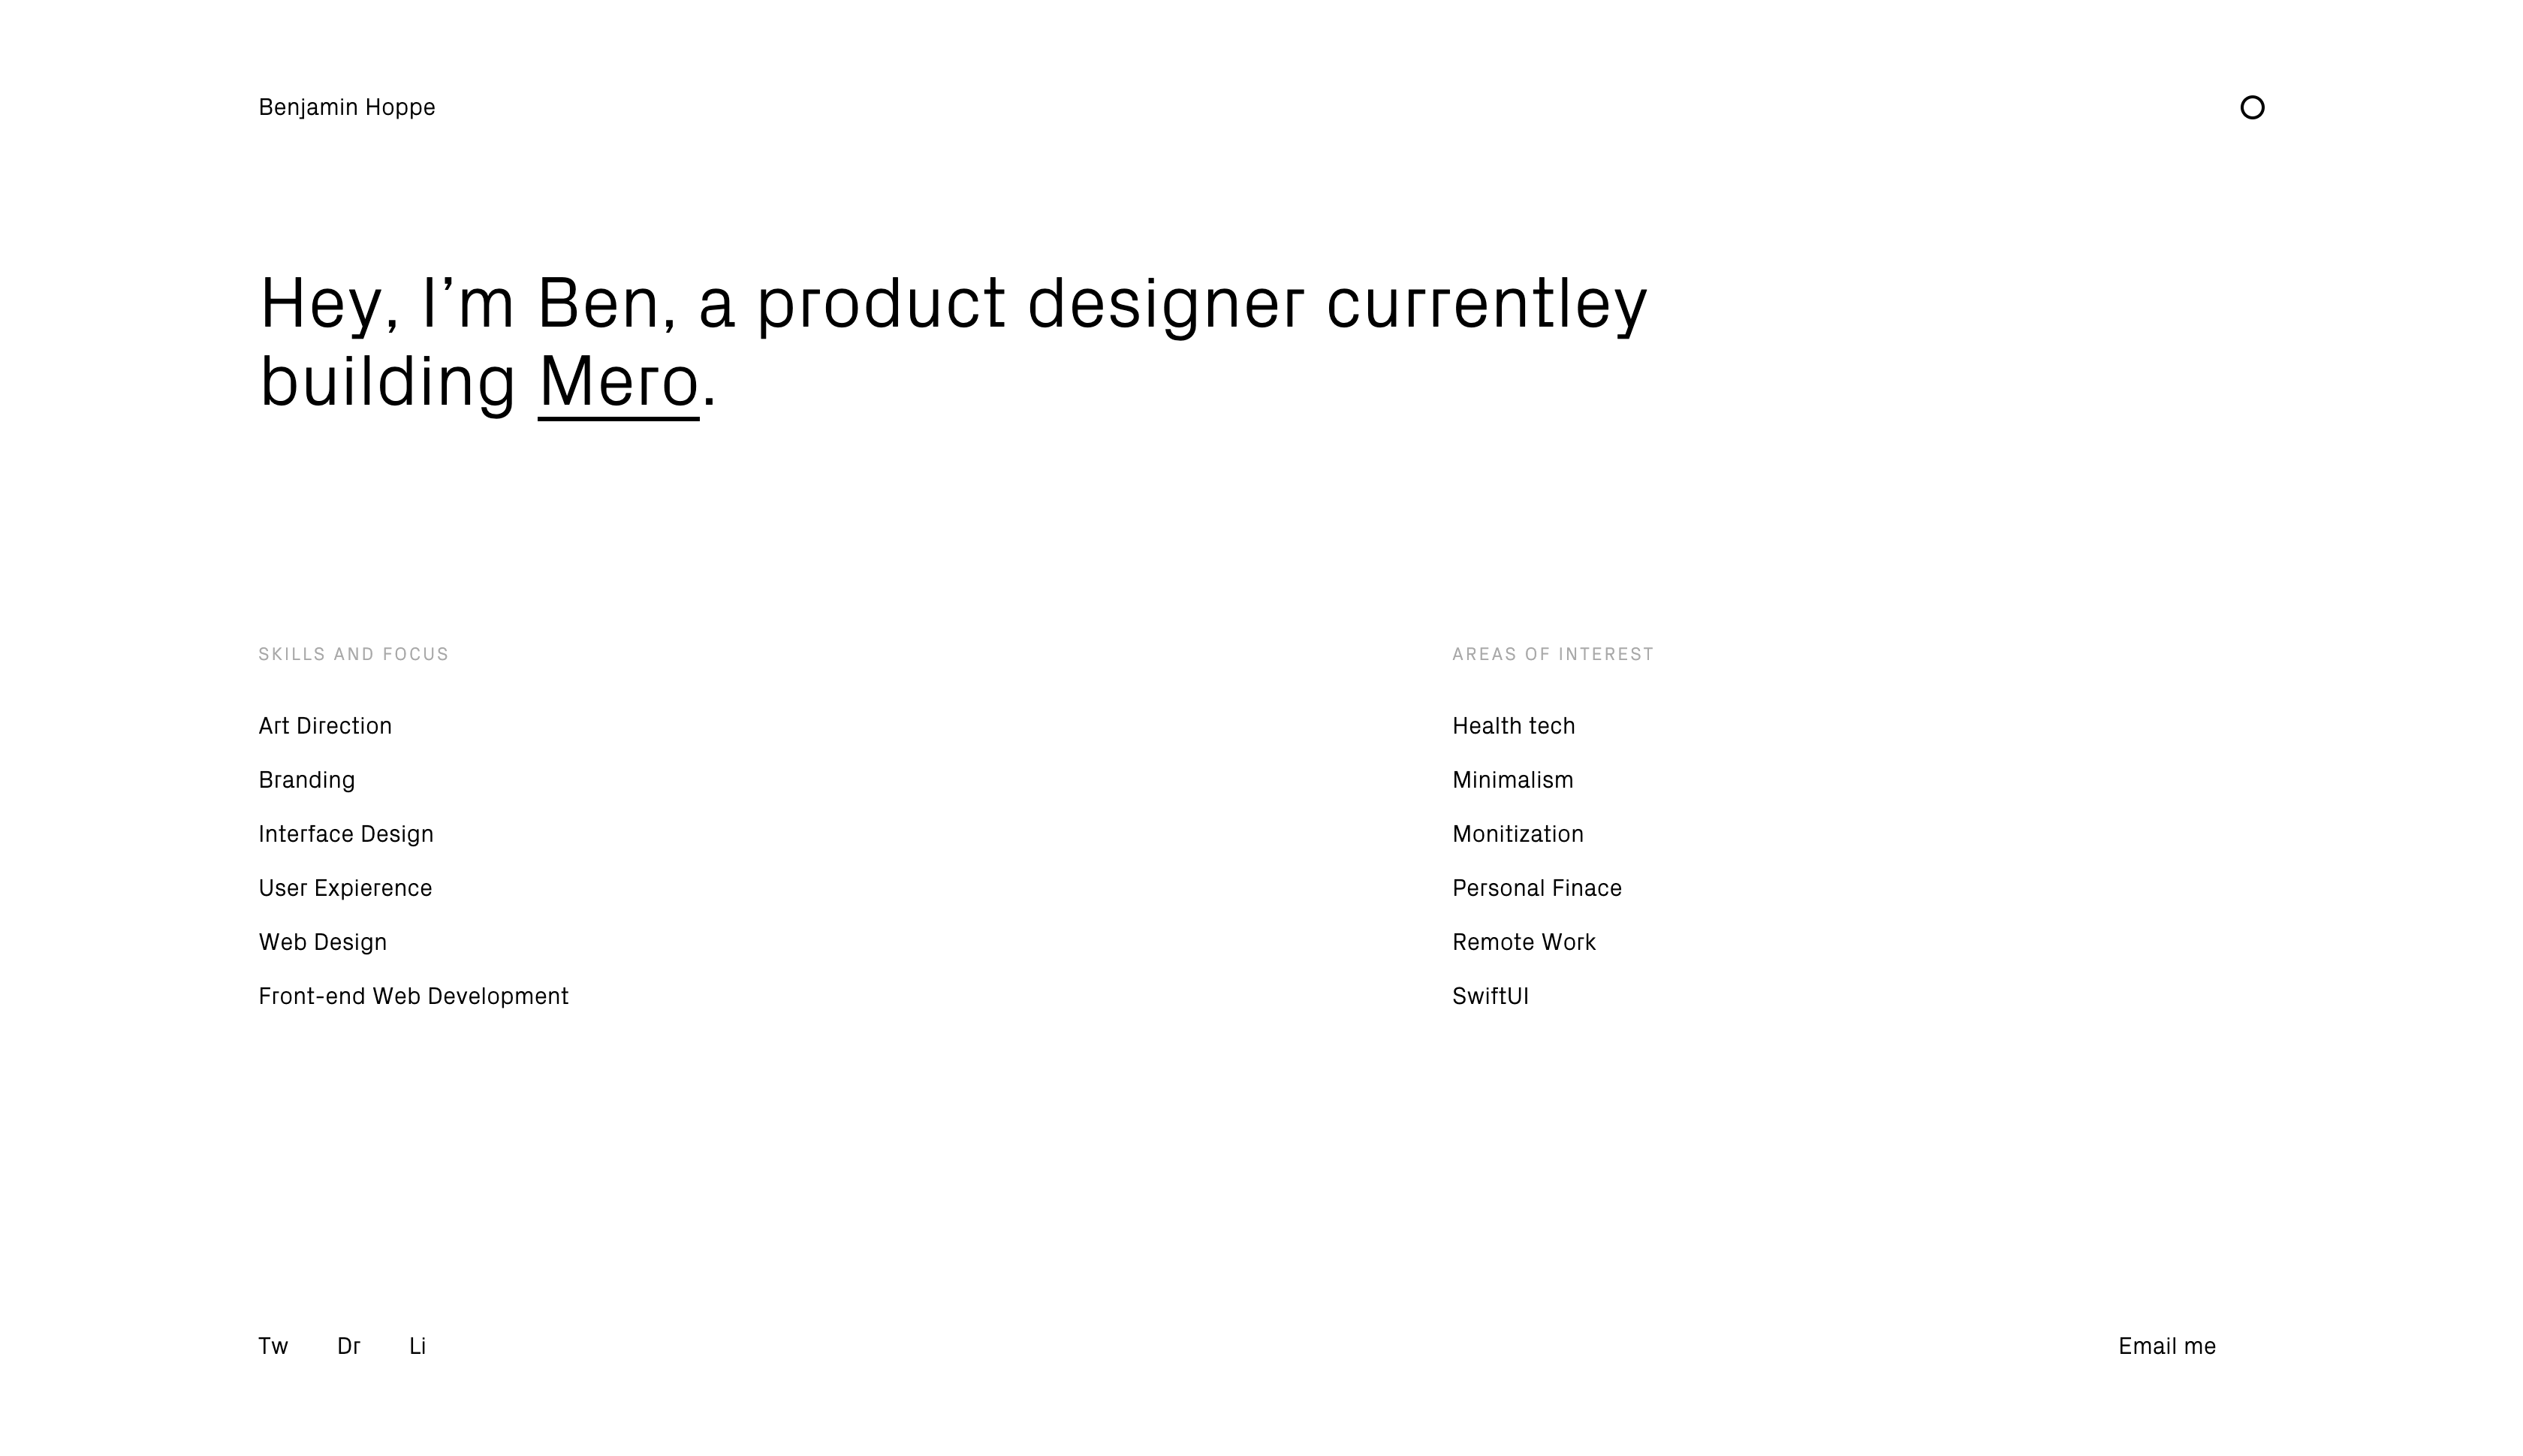 Benjamin Hoppe
Hey, I’m Ben, a product designer currentley
building Mero.
SKILLS AND FOCUS
Art Direction
Branding
Interface Design
User Expierence
Web Design
Front-end Web Development
AREAS OF INTEREST
Health tech
Minimalism
Monitization
Personal Finace
Remote Work
SwiftUI
Tw Dr Li
Email me